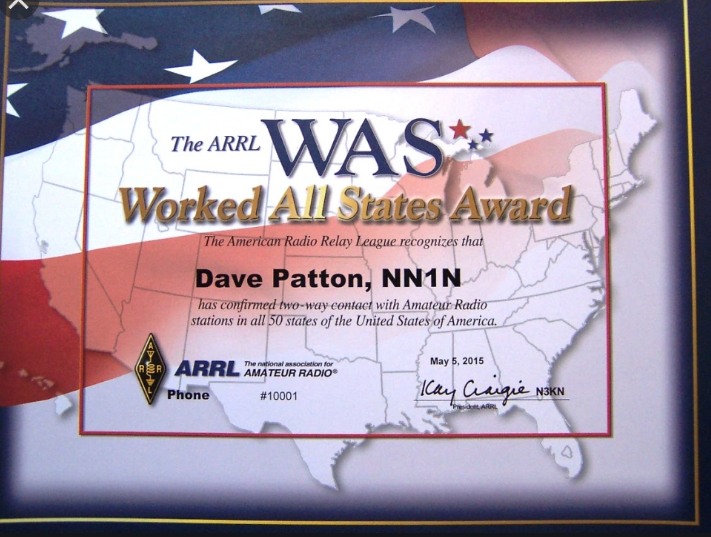 The ARRL WAS
Worked All States Award
The American Radio Relay League recognizes that
Dave Patton, NN1N
has confirmed two-way contact with Amateur Radio
stations in all 50 states of the United States of America.
A
R R
L
ARRL The national association for
AMATEUR RADIO®
Phone
#10001
May 5, 2015
Kay Craigie N3KN
President, ARRL